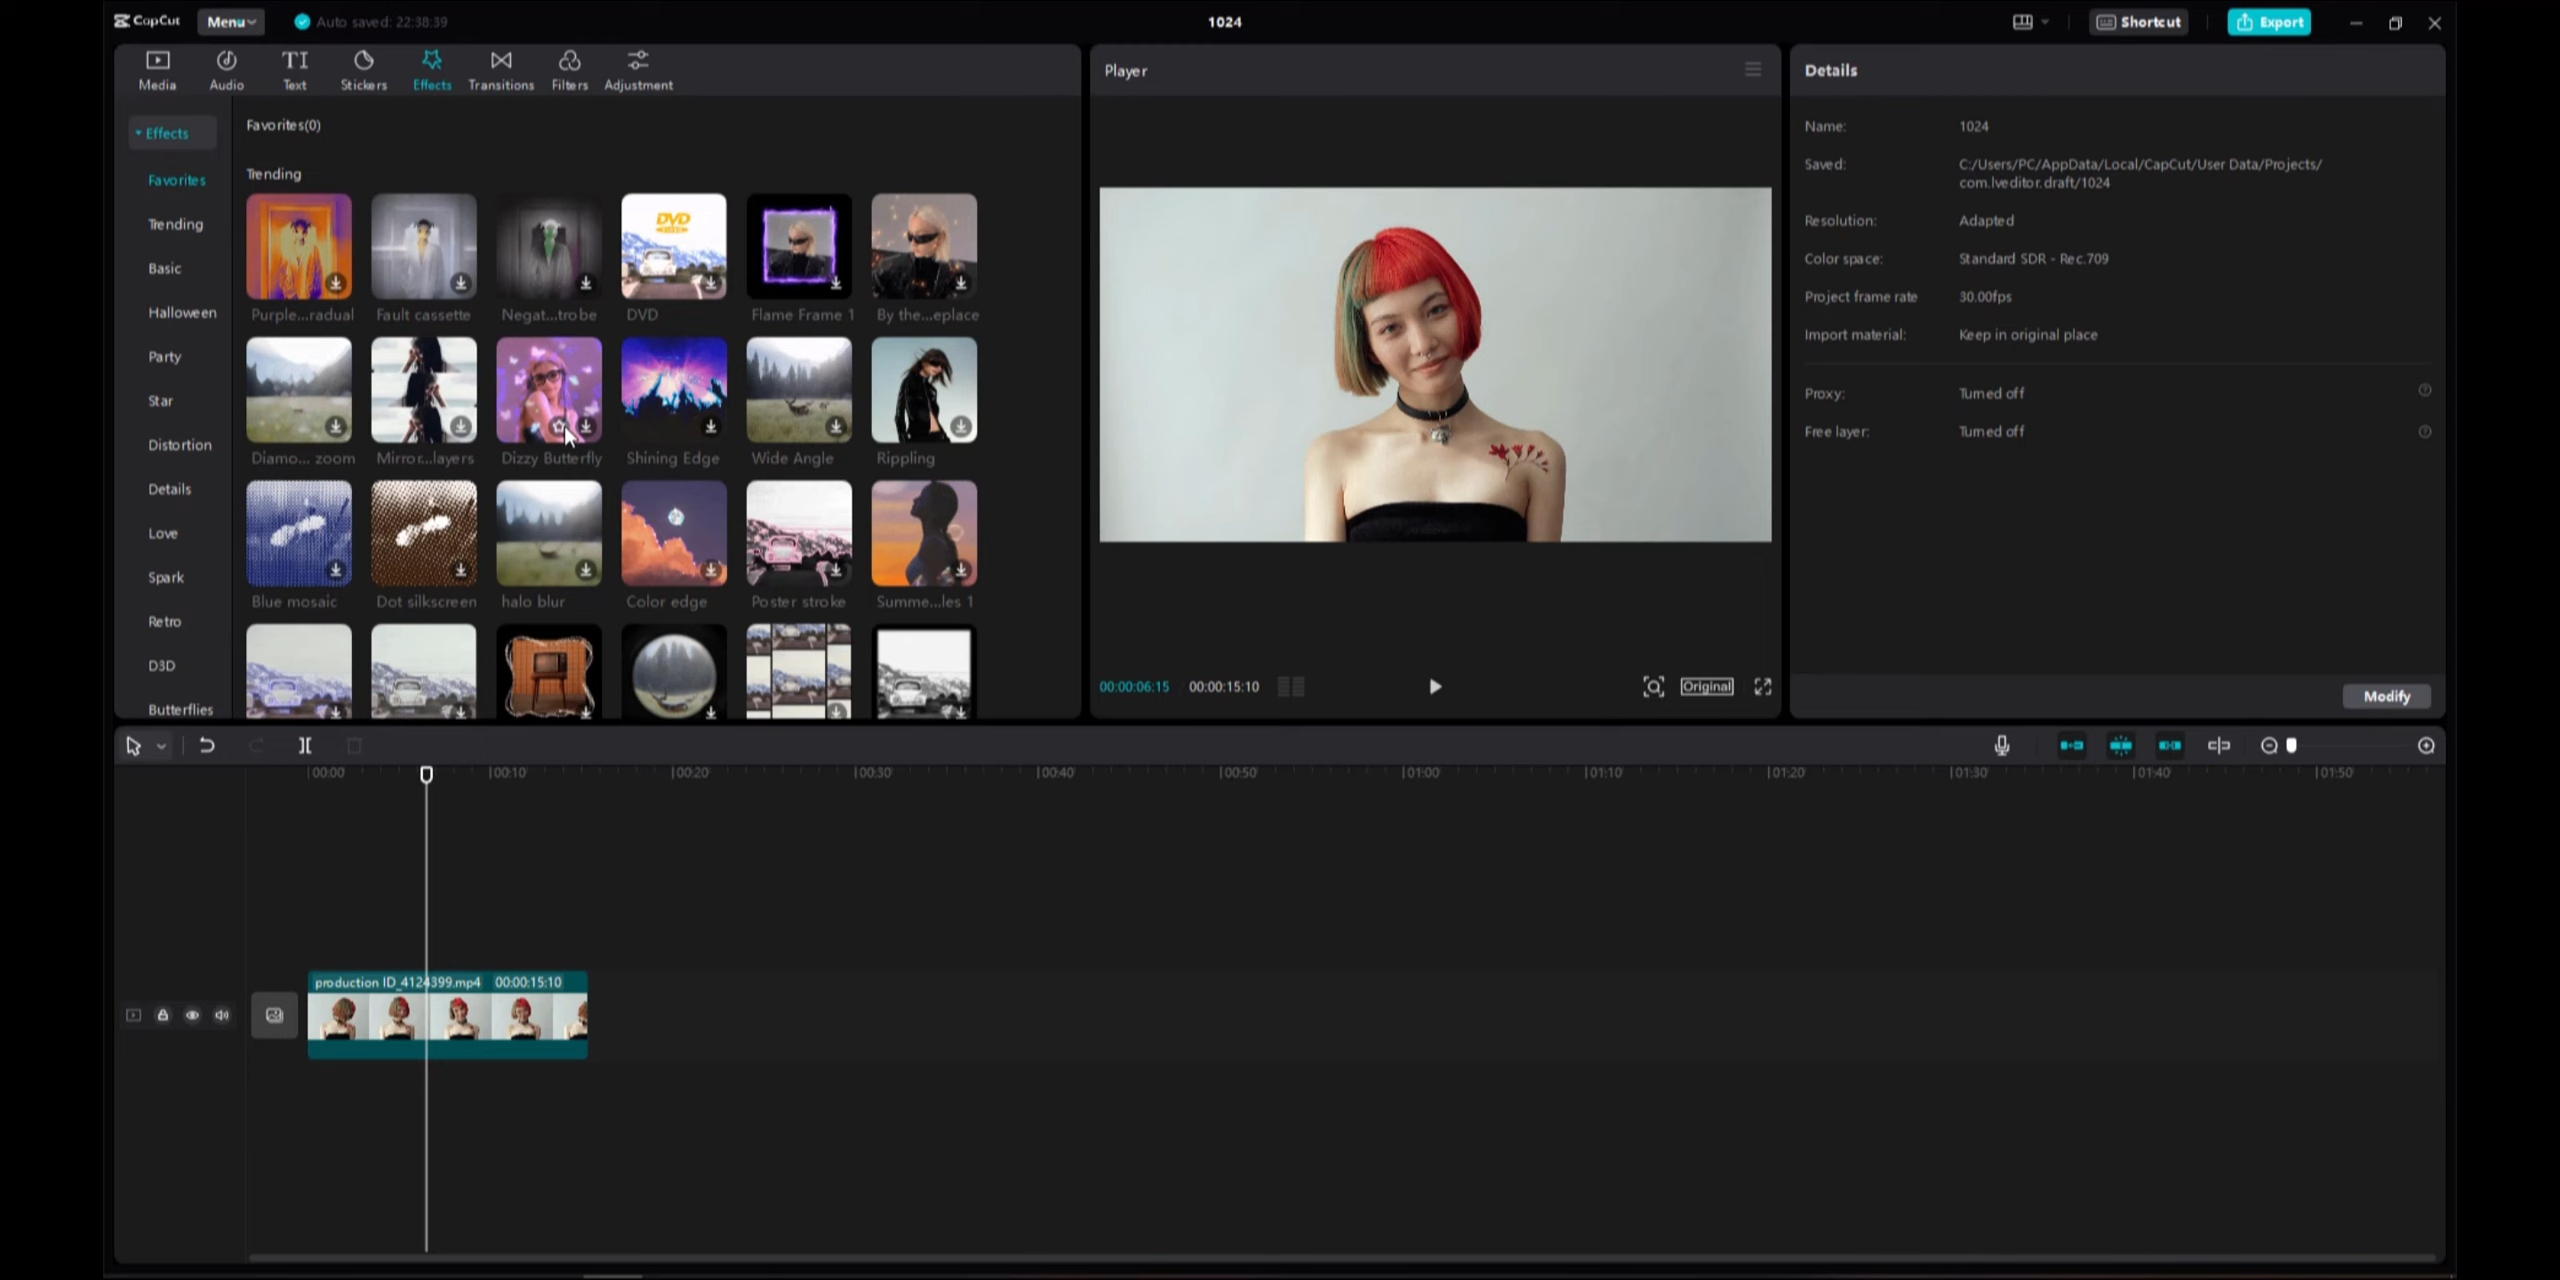 CapCut
Menu
Auto saved: 22:38:39
1024
Shortcut
Export
Media
Audio
TI
Text
Stickers
Effects
Transitions
Filters
Adjustment
Player
Details
Effects
Favorites
Trending
Basic
Halloween
Party
Star
Distortion
Details
Love
Spark
Retro
D3D
Butterflies
Favorites(0)
Trending
DVD
Purple...radual
Fault cassette
Negat...trobe
DVD
Flame Frame 1
By the...eplace
Diamo... zoom
Mirror...layers
Dizzy Butterfly
Shining Edge
Wide Angle
Rippling
Blue mosaic
Dot silkscreen
halo blur
Color edge
Poster stroke
Summe...les 1
00:00:06:15
00:00:15:10
Original
Name:
1024
Saved:
C:/Users/PC/AppData/Local/CapCut/User Data/Projects/
com.lveditor.draft/1024
Resolution:
Adapted
Color space:
Standard SDR - Rec.709
Project frame rate
30.00fps
Import material:
Keep in original place
Proxy:
Turned off
Free layer:
Turned off
Modify
00:00
00:10
00:20
00:30
00:40
00:50
01:00
01:10
01:20
01:30
01:40
01:50
production ID_4124399.mp4 00:00:15:10